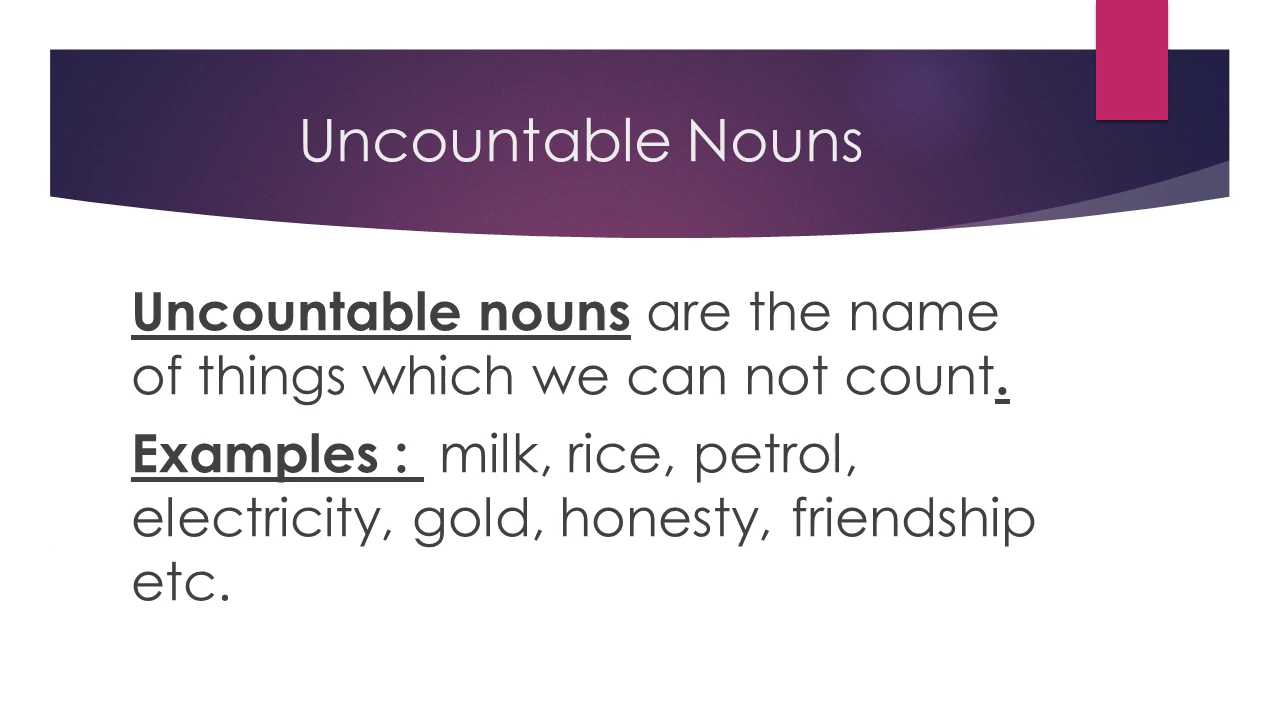 Uncountable Nouns
Uncountable nouns are the name
of things which we can not count.
Examples :  milk, rice, petrol,
electricity, gold, honesty, friendship
etc.